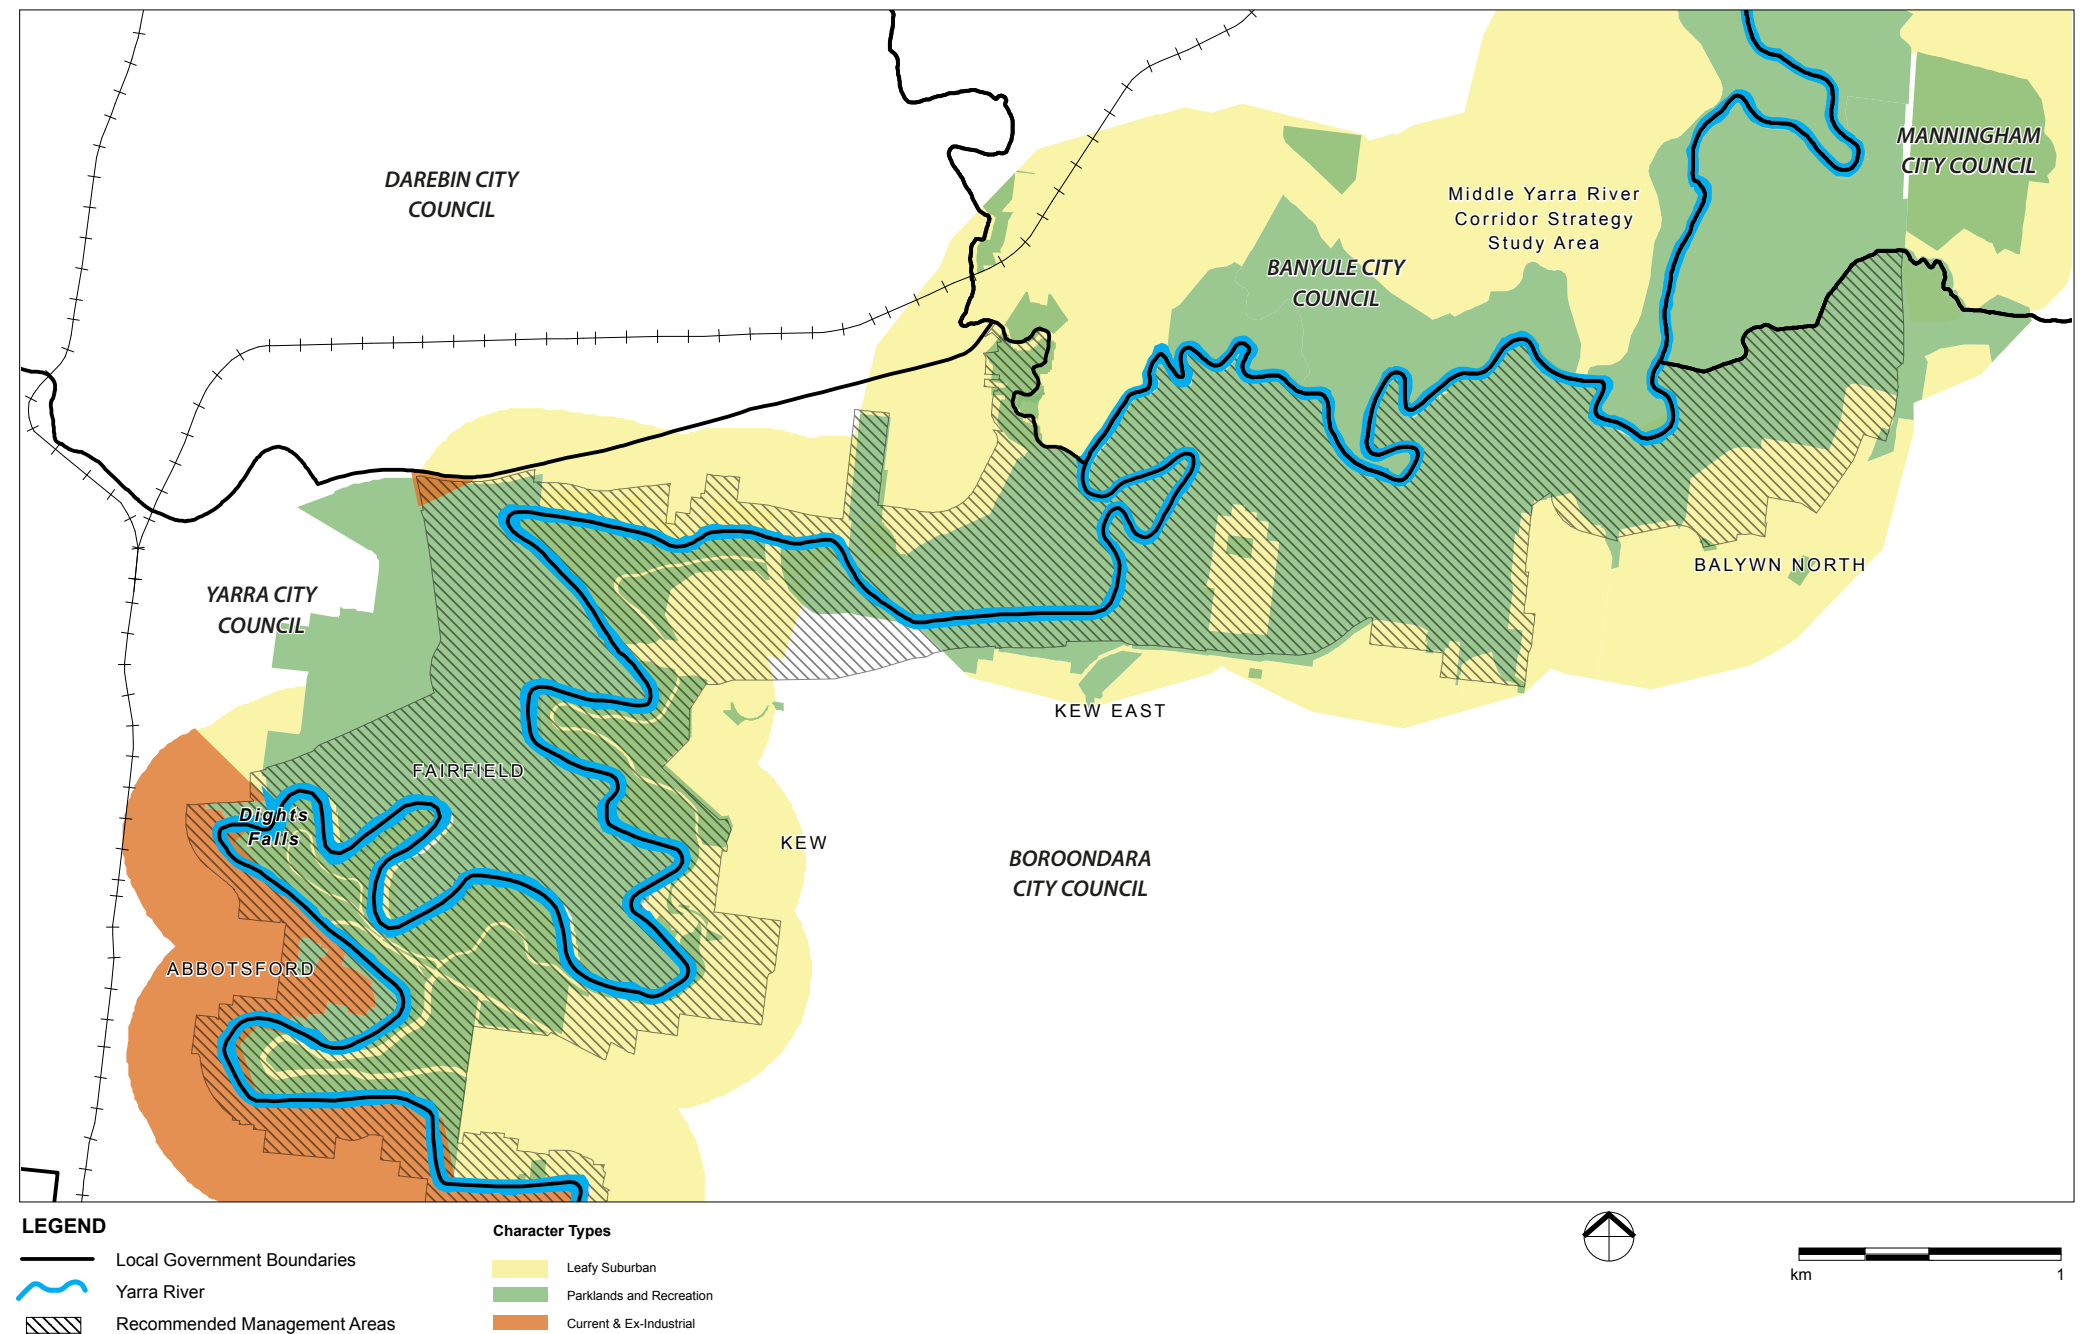 DAREBIN CITY
COUNCIL
MANNINGHAM
CITY COUNCIL
Middle Yarra River
Corridor Strategy
Study Area
BANYULE CITY
COUNCIL
YARRA CITY
COUNCIL
BALYWN NORTH
KEW EAST
FAIRFIELD
Dights
Falls
KEW
BOROONDARA
CITY COUNCIL
ABBOTSFORD
LEGEND
Local Government Boundaries
Yarra River
Recommended Management Areas
Character Types
Leafy Suburban
Parklands and Recreation
Current & Ex-Industrial
km 1